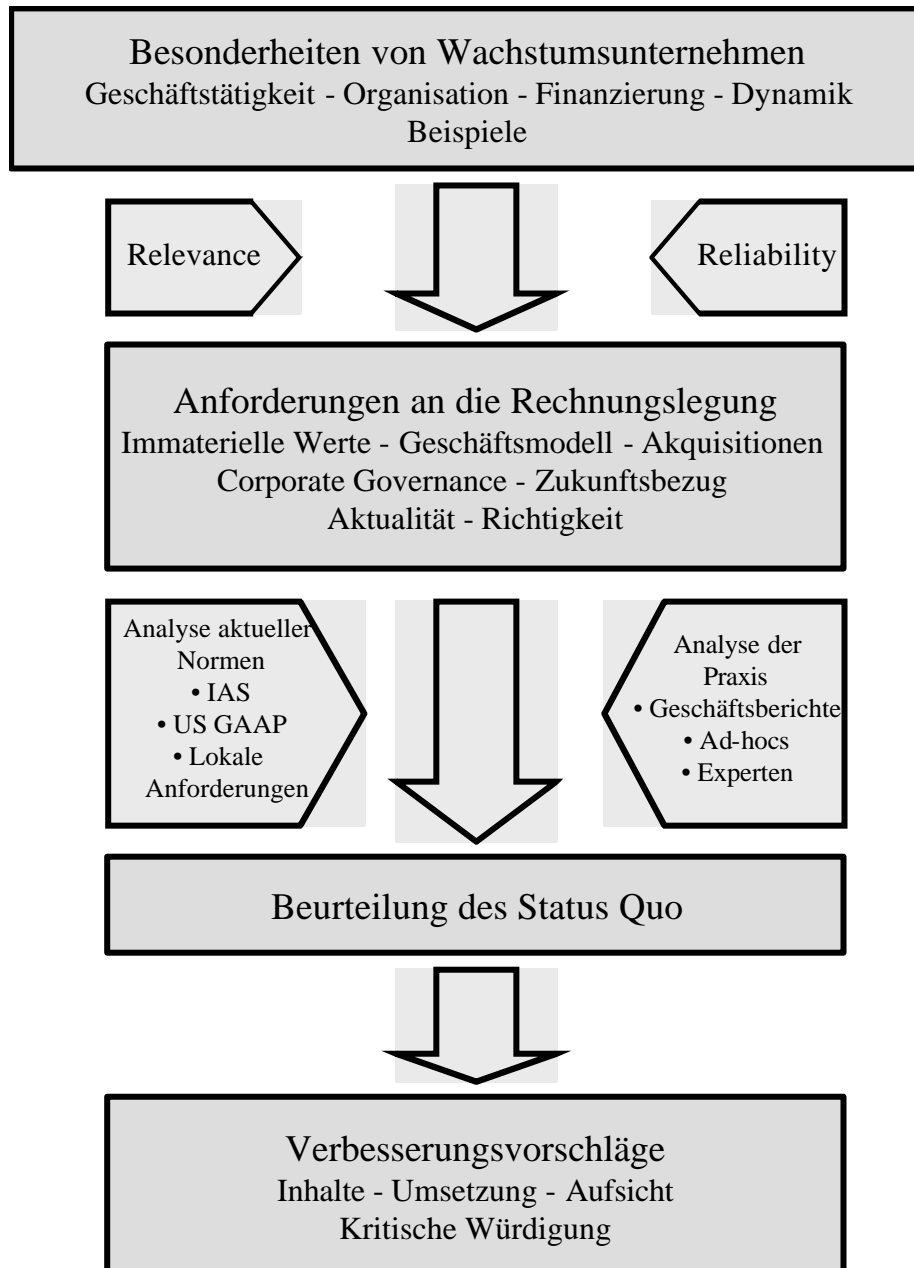 Besonderheiten von Wachstumsunternehmen
Geschäftstätigkeit - Organisation - Finanzierung - Dynamik
Beispiele
Relevance
Reliability
Anforderungen an die Rechnungslegung
Immaterielle Werte - Geschäftsmodell - Akquisitionen
Corporate Governance - Zukunftsbezug
Aktualität - Richtigkeit
Analyse aktueller
Normen
• IAS
• US GAAP
• Lokale
Anforderungen
Analyse der
Praxis
• Geschäftsberichte
• Ad-hocs
• Experten
Beurteilung des Status Quo
Verbesserungsvorschläge
Inhalte - Umsetzung - Aufsicht
Kritische Würdigung